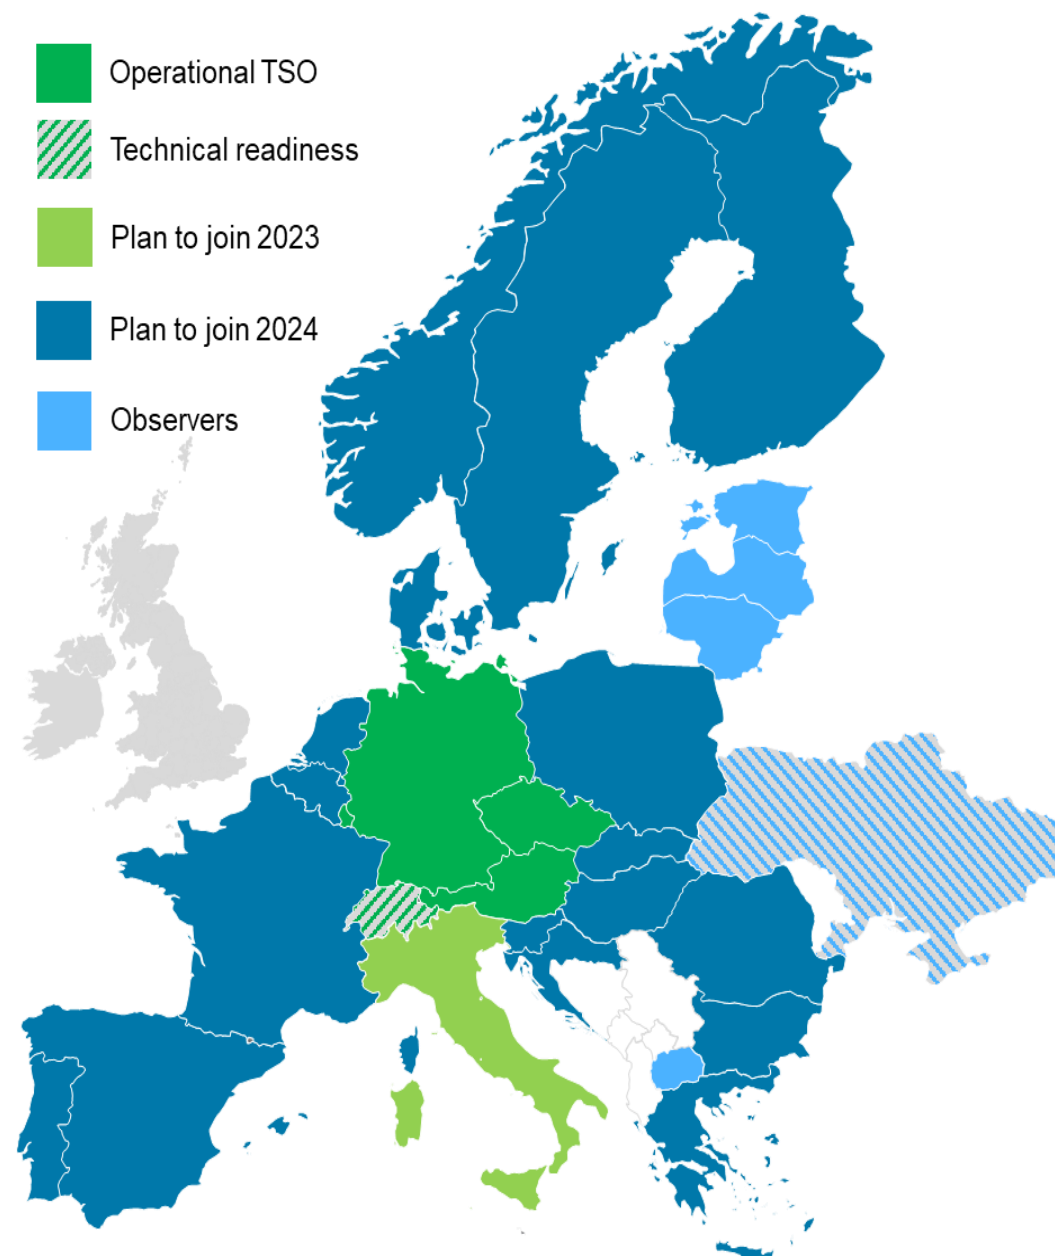 Operational TSO
Technical readiness
Plan to join 2023
Plan to join 2024
Observers